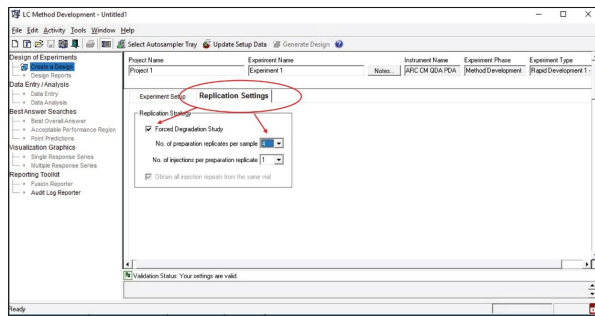 LC Method Development - Untitled1
File Edit Activity Tools Window Help
Select Autosampler Tray Update Setup Data Generate Design
Design of Experiments
Create a Design
Design Reports
Data Entry / Analysis
Data Entry
Data Analysis
Best Answer Searches
Best Overall Answer
Acceptable Performance Region
Point Predictions
Visualization Graphics
Single Response Series
Multiple Response Series
Reporting Toolkit
Fusion Reporter
Audit Log Reporter
Project Name Experiment Name Instrument Name Experiment Phase Experiment Type
Project 1 Experiment 1 Notes... ARC CM QDA PDA Method Development Rapid Development 1 -
Experiment Setup Replication Settings
Replication Strategy
Forced Degradation Study
No. of preparation replicates per sample 4
No. of injections per preparation replicate 1
Obtain all injection repeats from the same vial
Validation Status: Your settings are valid.
Ready